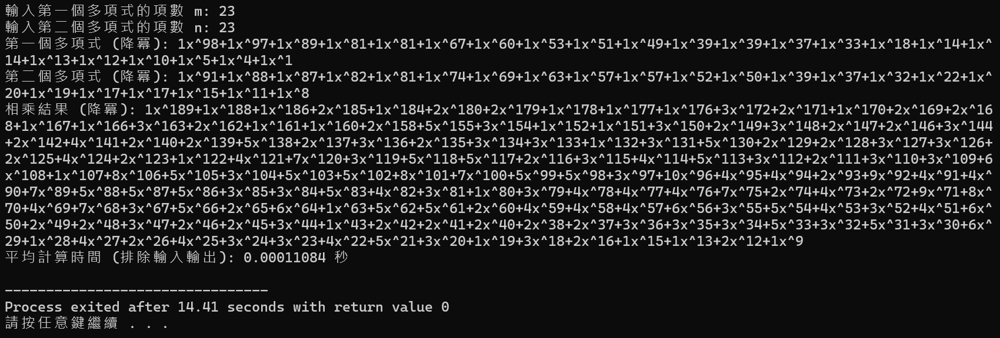 輸入第一個多項式的項數 m: 23
輸入第二個多項式的項數 n: 23
第一個多項式 (降冪): 1x^98+1x^97+1x^89+1x^81+1x^81+1x^67+1x^60+1x^53+1x^51+1x^49+1x^39+1x^39+1x^37+1x^33+1x^18+1x^14+1x^
14+1x^13+1x^12+1x^10+1x^5+1x^4+1x^1
第二個多項式 (降冪): 1x^91+1x^88+1x^87+1x^82+1x^81+1x^74+1x^69+1x^63+1x^57+1x^57+1x^52+1x^50+1x^39+1x^37+1x^32+1x^22+1x^
20+1x^19+1x^17+1x^17+1x^15+1x^11+1x^8
相乘結果 (降冪): 1x^189+1x^188+1x^186+2x^185+1x^184+2x^180+2x^179+1x^178+1x^177+1x^176+3x^172+2x^171+1x^170+2x^169+2x^16
8+1x^167+1x^166+3x^163+2x^162+1x^161+1x^160+2x^158+5x^155+3x^154+1x^152+1x^151+3x^150+2x^149+3x^148+2x^147+2x^146+3x^144
+2x^142+4x^141+2x^140+2x^139+5x^138+2x^137+3x^136+2x^135+3x^134+3x^133+1x^132+3x^131+5x^130+2x^129+2x^128+3x^127+3x^126+
2x^125+4x^124+2x^123+1x^122+4x^121+7x^120+3x^119+5x^118+5x^117+2x^116+3x^115+4x^114+5x^113+3x^112+2x^111+3x^110+3x^109+6
x^108+1x^107+8x^106+5x^105+3x^104+5x^103+5x^102+8x^101+7x^100+5x^99+5x^98+3x^97+10x^96+4x^95+4x^94+2x^93+9x^92+4x^91+4x^
90+7x^89+5x^88+5x^87+5x^86+3x^85+3x^84+5x^83+4x^82+3x^81+1x^80+3x^79+4x^78+4x^77+4x^76+7x^75+2x^74+4x^73+2x^72+9x^71+8x^
70+4x^69+7x^68+3x^67+5x^66+2x^65+6x^64+1x^63+5x^62+5x^61+2x^60+4x^59+4x^58+4x^57+6x^56+3x^55+5x^54+4x^53+3x^52+4x^51+6x^
50+2x^49+2x^48+3x^47+2x^46+2x^45+3x^44+1x^43+2x^42+2x^41+2x^40+2x^38+2x^37+3x^36+3x^35+3x^34+5x^33+3x^32+5x^31+3x^30+6x^
29+1x^28+4x^27+2x^26+4x^25+3x^24+3x^23+4x^22+5x^21+3x^20+1x^19+3x^18+2x^16+1x^15+1x^13+2x^12+1x^9
平均計算時間 (排除輸入輸出): 0.00011084 秒
--------------------------------
Process exited after 14.41 seconds with return value 0
請按任意鍵繼續 . . .